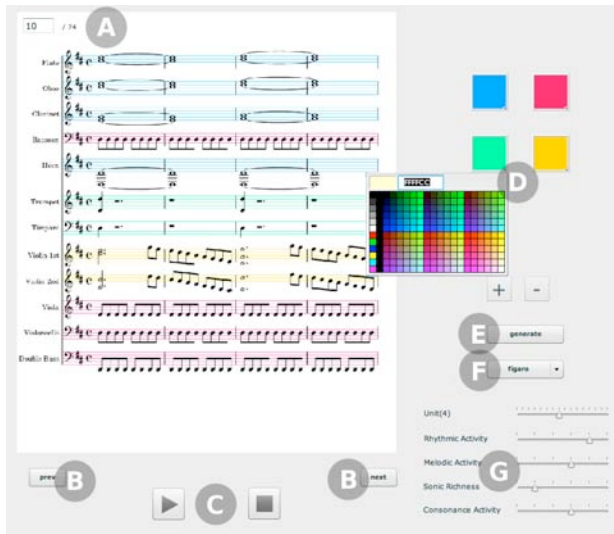 10 / 74
A
Flute
Oboe
Clarinet
Bassoon
Horn
Trumpet
Timpani
Violin 1st
Violin 2nd
Viola
Violoncello
Double Bass
FFFFCC
D
+ -
E generate
F figaro
Unit(4)
Rhythmic Activity
Melodic Activity
G
Sonic Richness
Consonance Activity
prev B
B next
C